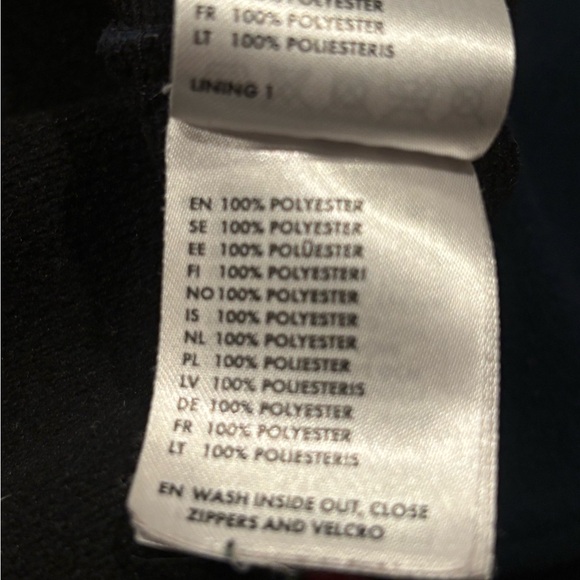 100% POLYESTER
FR 100% POLYESTER
LT 100% POLIESTERIS
LINING 1
EN 100% POLYESTER
SE 100% POLYESTER
EE 100% POLÜESTER
FI 100% POLYESTERI
NO 100% POLYESTER
IS 100% POLYESTER
NL 100% POLYESTER
PL 100% POLIESTER
LV 100% POLIESTERIS
DE 100% POLYESTER
FR 100% POLYESTER
LT 100% POLIESTERIS
EN WASH INSIDE OUT, CLOSE
ZIPPERS AND VELCRO